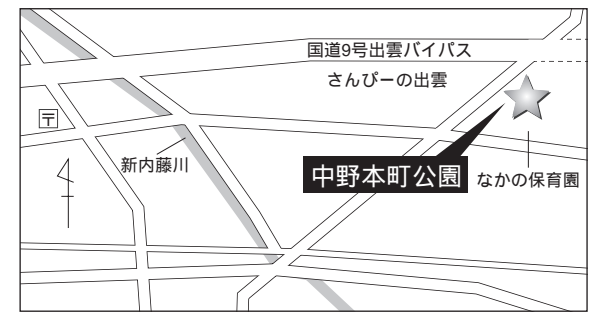 国道9号出雲バイパス
さんぴーの出雲
〒
新内藤川
中野本町公園
なかの保育園